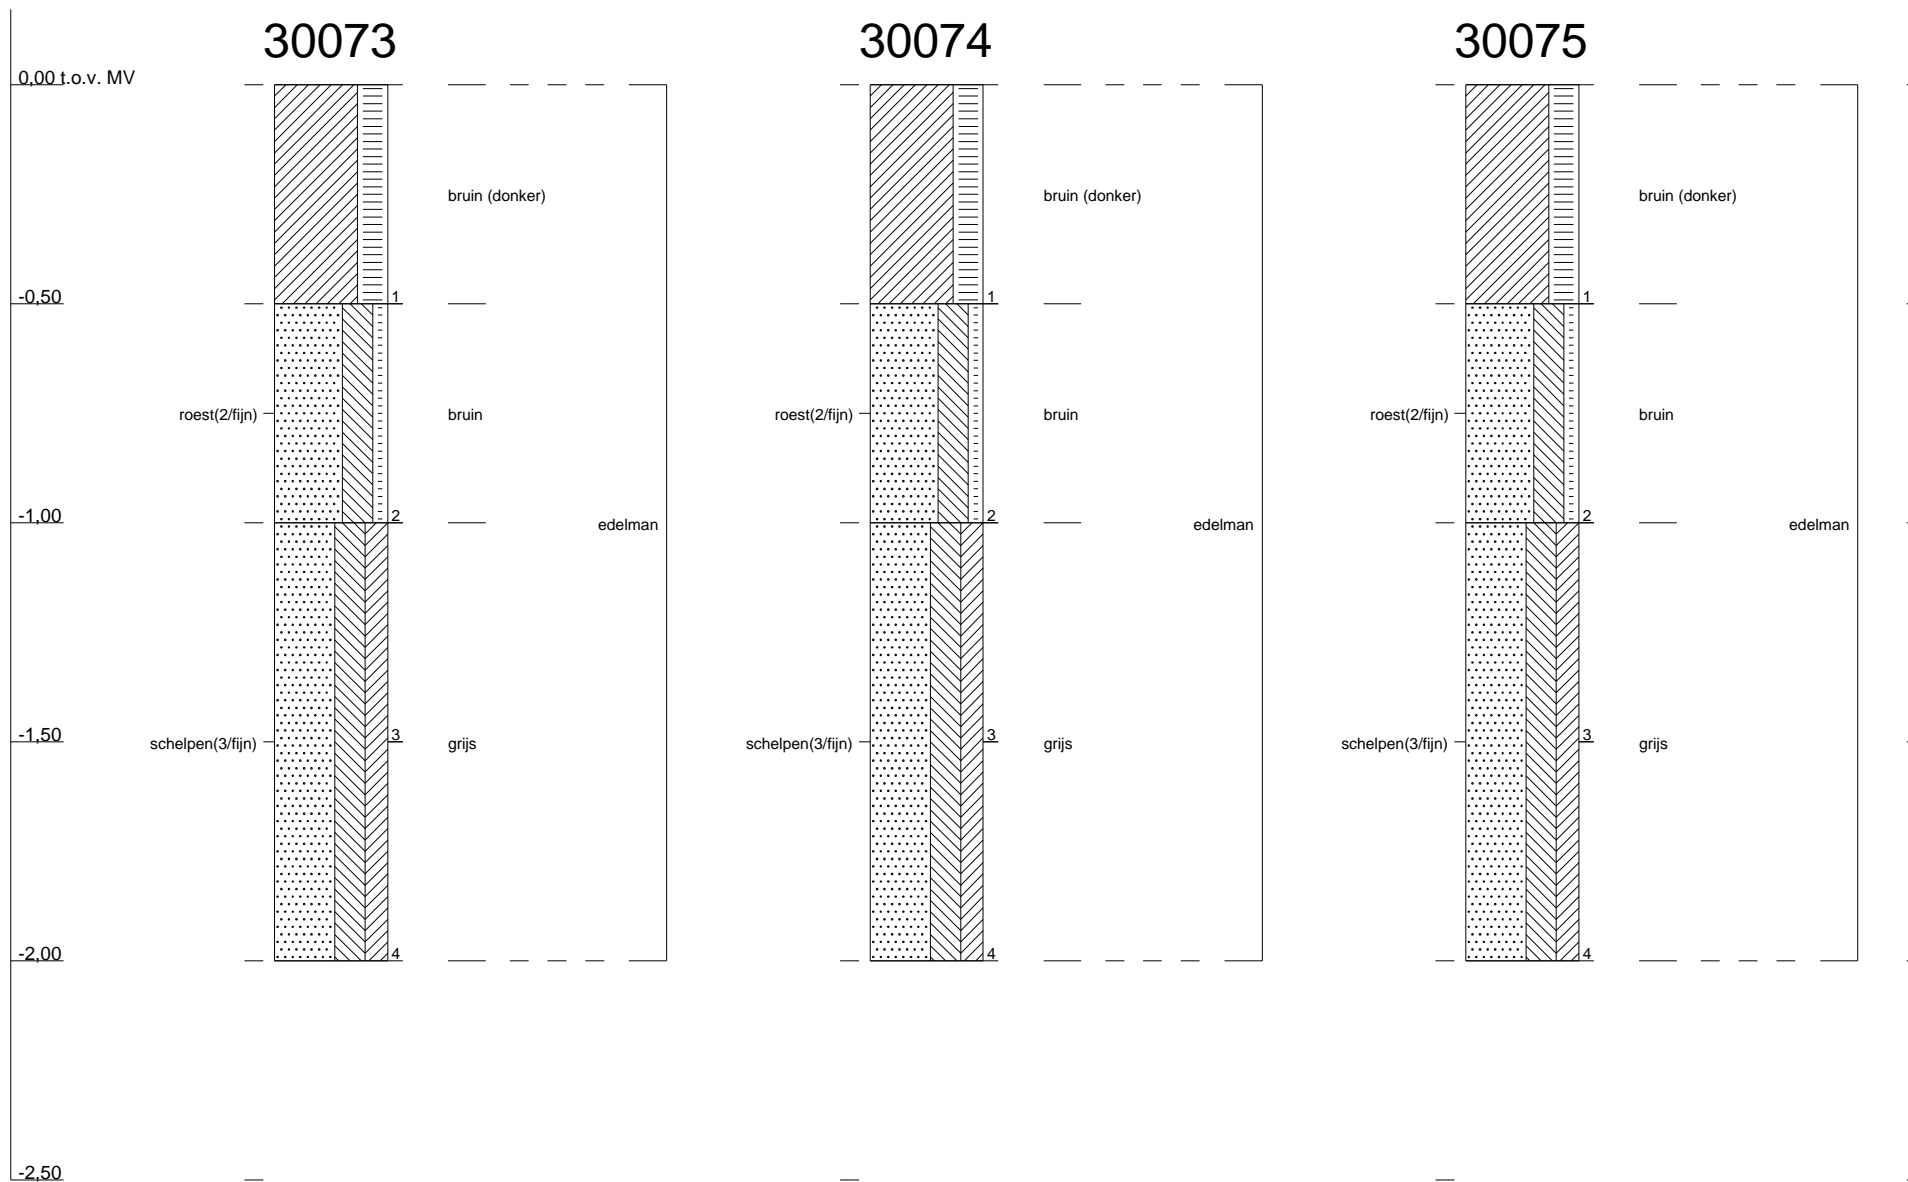 30073 30074 30075
0,00 t.o.v. MV
bruin (donker) bruin (donker) bruin (donker)
-0,50 1 1 1
roest(2/fijn) bruin roest(2/fijn) bruin roest(2/fijn) bruin
-1,00 2 edelman 2 edelman 2 edelman
-1,50 schelpen(3/fijn) 3 grijs schelpen(3/fijn) 3 grijs schelpen(3/fijn) 3 grijs
-2,00 4 4 4
-2,50